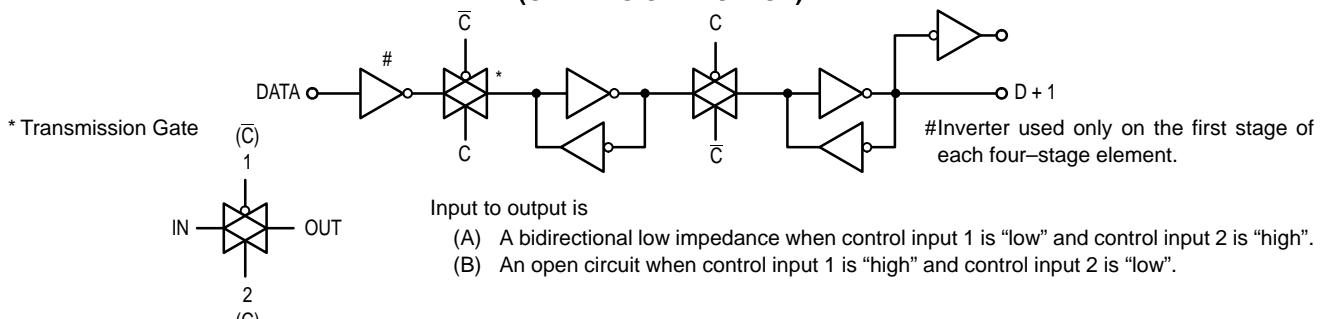 C̅
C
#
*
DATA
D + 1
* Transmission Gate
C
C̅
#Inverter used only on the first stage of
each four–stage element.
(C̅)
1
IN
OUT
2
Input to output is
(A) A bidirectional low impedance when control input 1 is “low” and control input 2 is “high”.
(B) An open circuit when control input 1 is “high” and control input 2 is “low”.